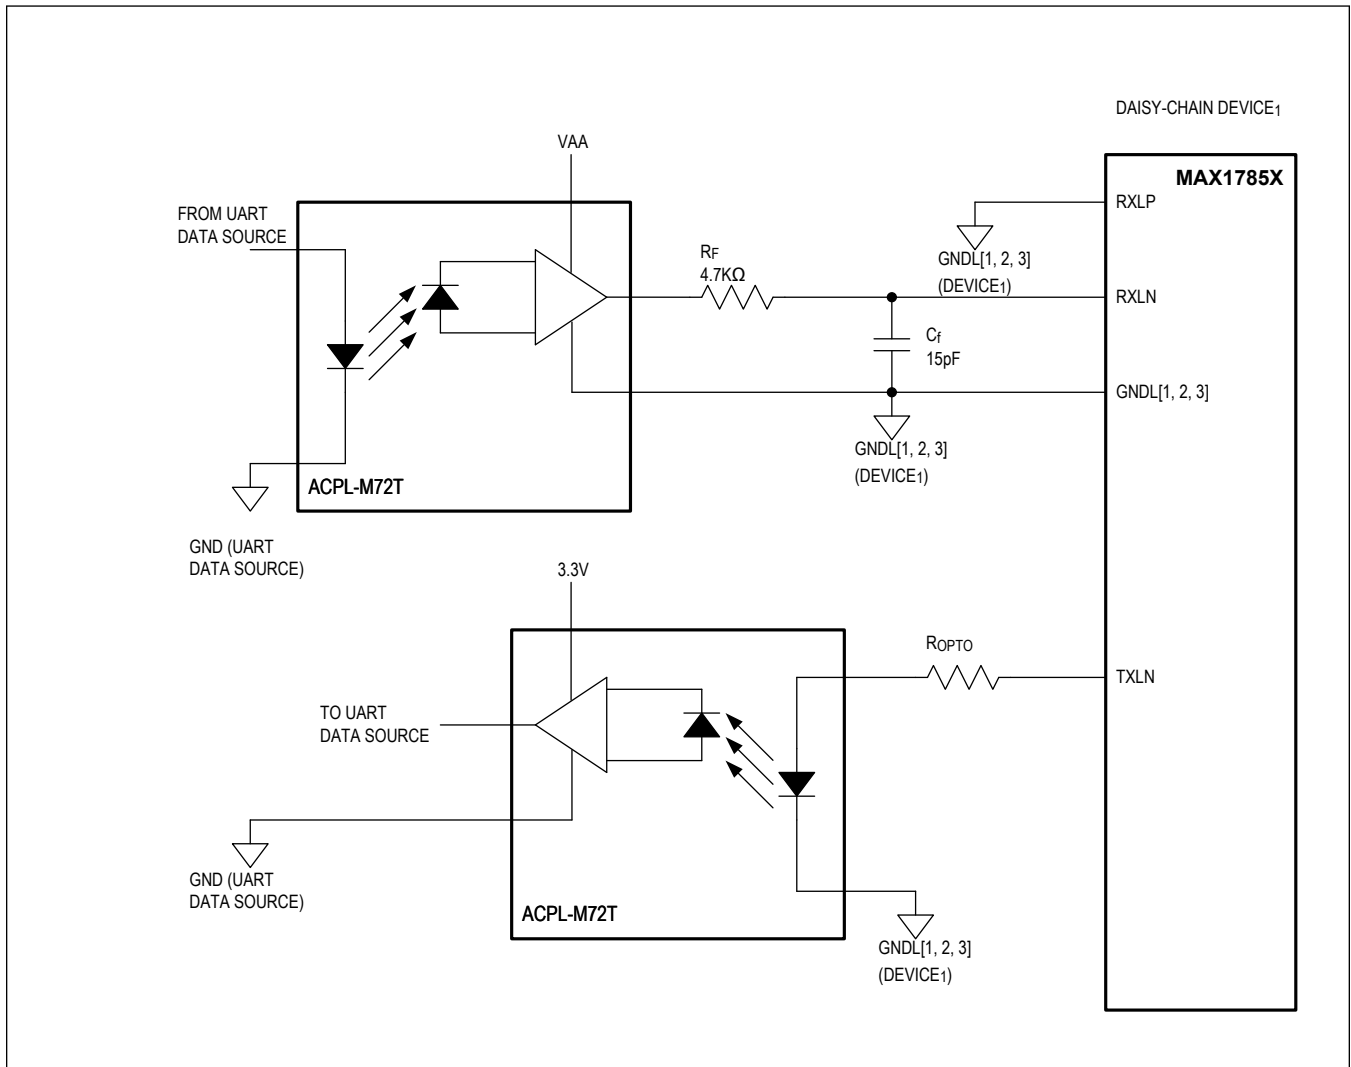 DAISY-CHAIN DEVICE1
VAA
MAX1785X
FROM UART
DATA SOURCE
RXLP
RF
4.7KΩ
GNDL[1, 2, 3]
(DEVICE1)
RXLN
Cf
15pF
GNDL[1, 2, 3]
GNDL[1, 2, 3]
(DEVICE1)
ACPL-M72T
GND (UART
DATA SOURCE)
3.3V
ROPTO
TXLN
TO UART
DATA SOURCE
GND (UART
DATA SOURCE)
ACPL-M72T
GNDL[1, 2, 3]
(DEVICE1)